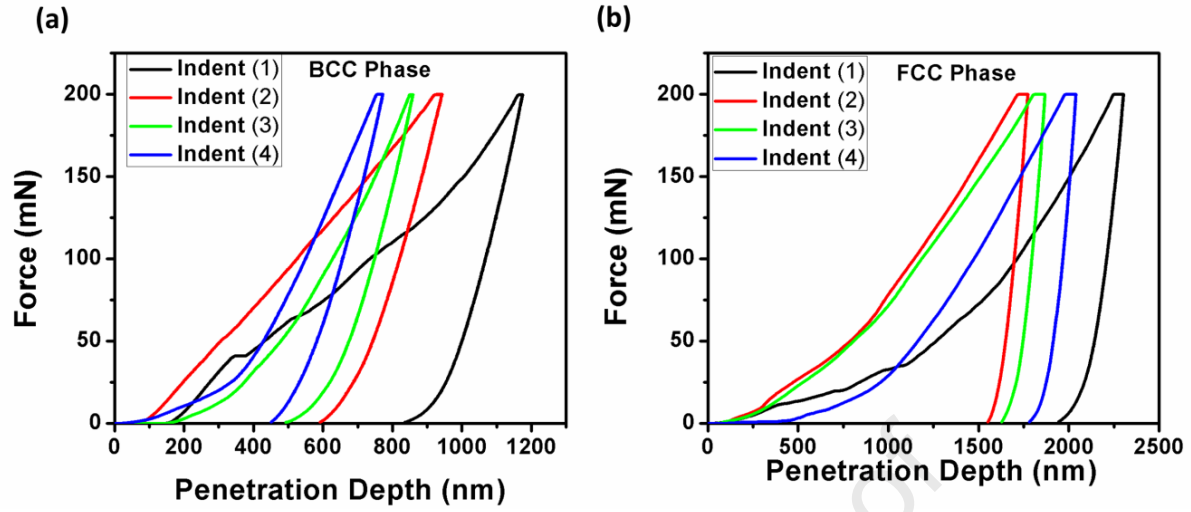 (a)
BCC Phase
Indent (1)
Indent (2)
Indent (3)
Indent (4)
200
150
100
50
0
0 200 400 600 800 1000 1200
Force (mN)
Penetration Depth (nm)
(b)
FCC Phase
Indent (1)
Indent (2)
Indent (3)
Indent (4)
200
150
100
50
0
0 500 1000 1500 2000 2500
Force (mN)
Penetration Depth (nm)